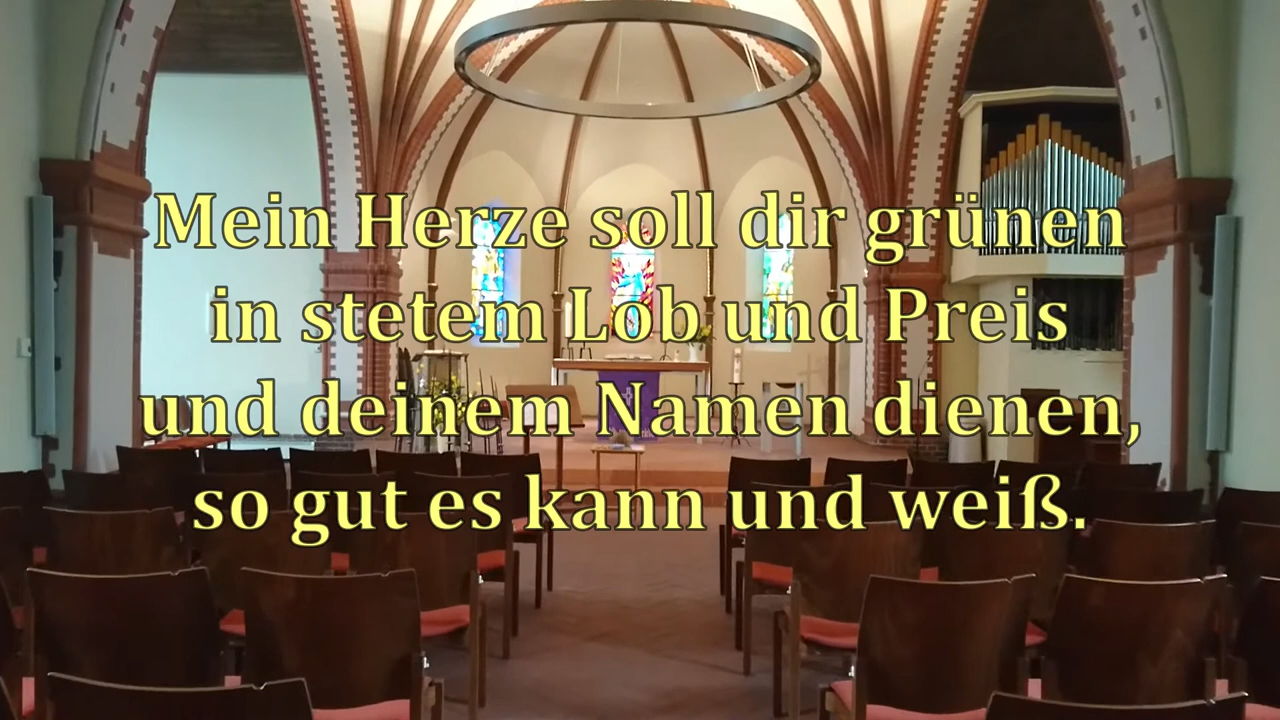 Mein Herze soll dir grünen
in stetem Lob und Preis
und deinem Namen dienen,
so gut es kann und weiß.